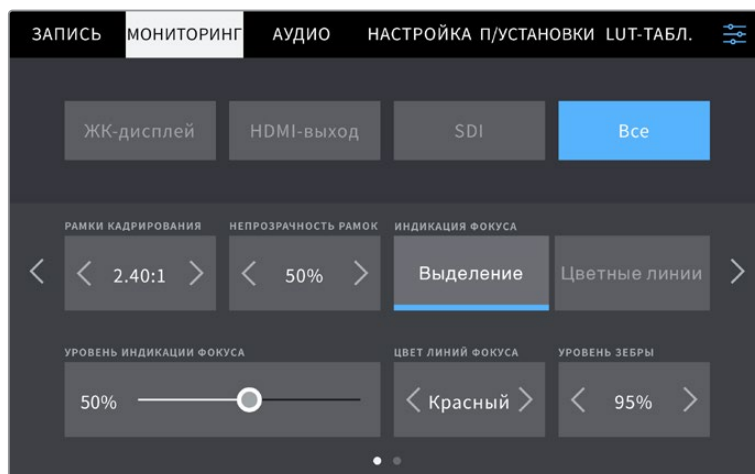 ЗАПИСЬ МОНИТОРИНГ АУДИО НАСТРОЙКА П/УСТАНОВКИ LUT-ТАБЛ.
ЖК-дисплей HDMI-выход SDI Все
РАМКИ КАДРИРОВАНИЯ НЕПРОЗРАЧНОСТЬ РАМОК ИНДИКАЦИЯ ФОКУСА
2.40:1 50% Выделение Цветные линии
УРОВЕНЬ ИНДИКАЦИИ ФОКУСА ЦВЕТ ЛИНИЙ ФОКУСА УРОВЕНЬ ЗЕБРЫ
50% Красный 95%